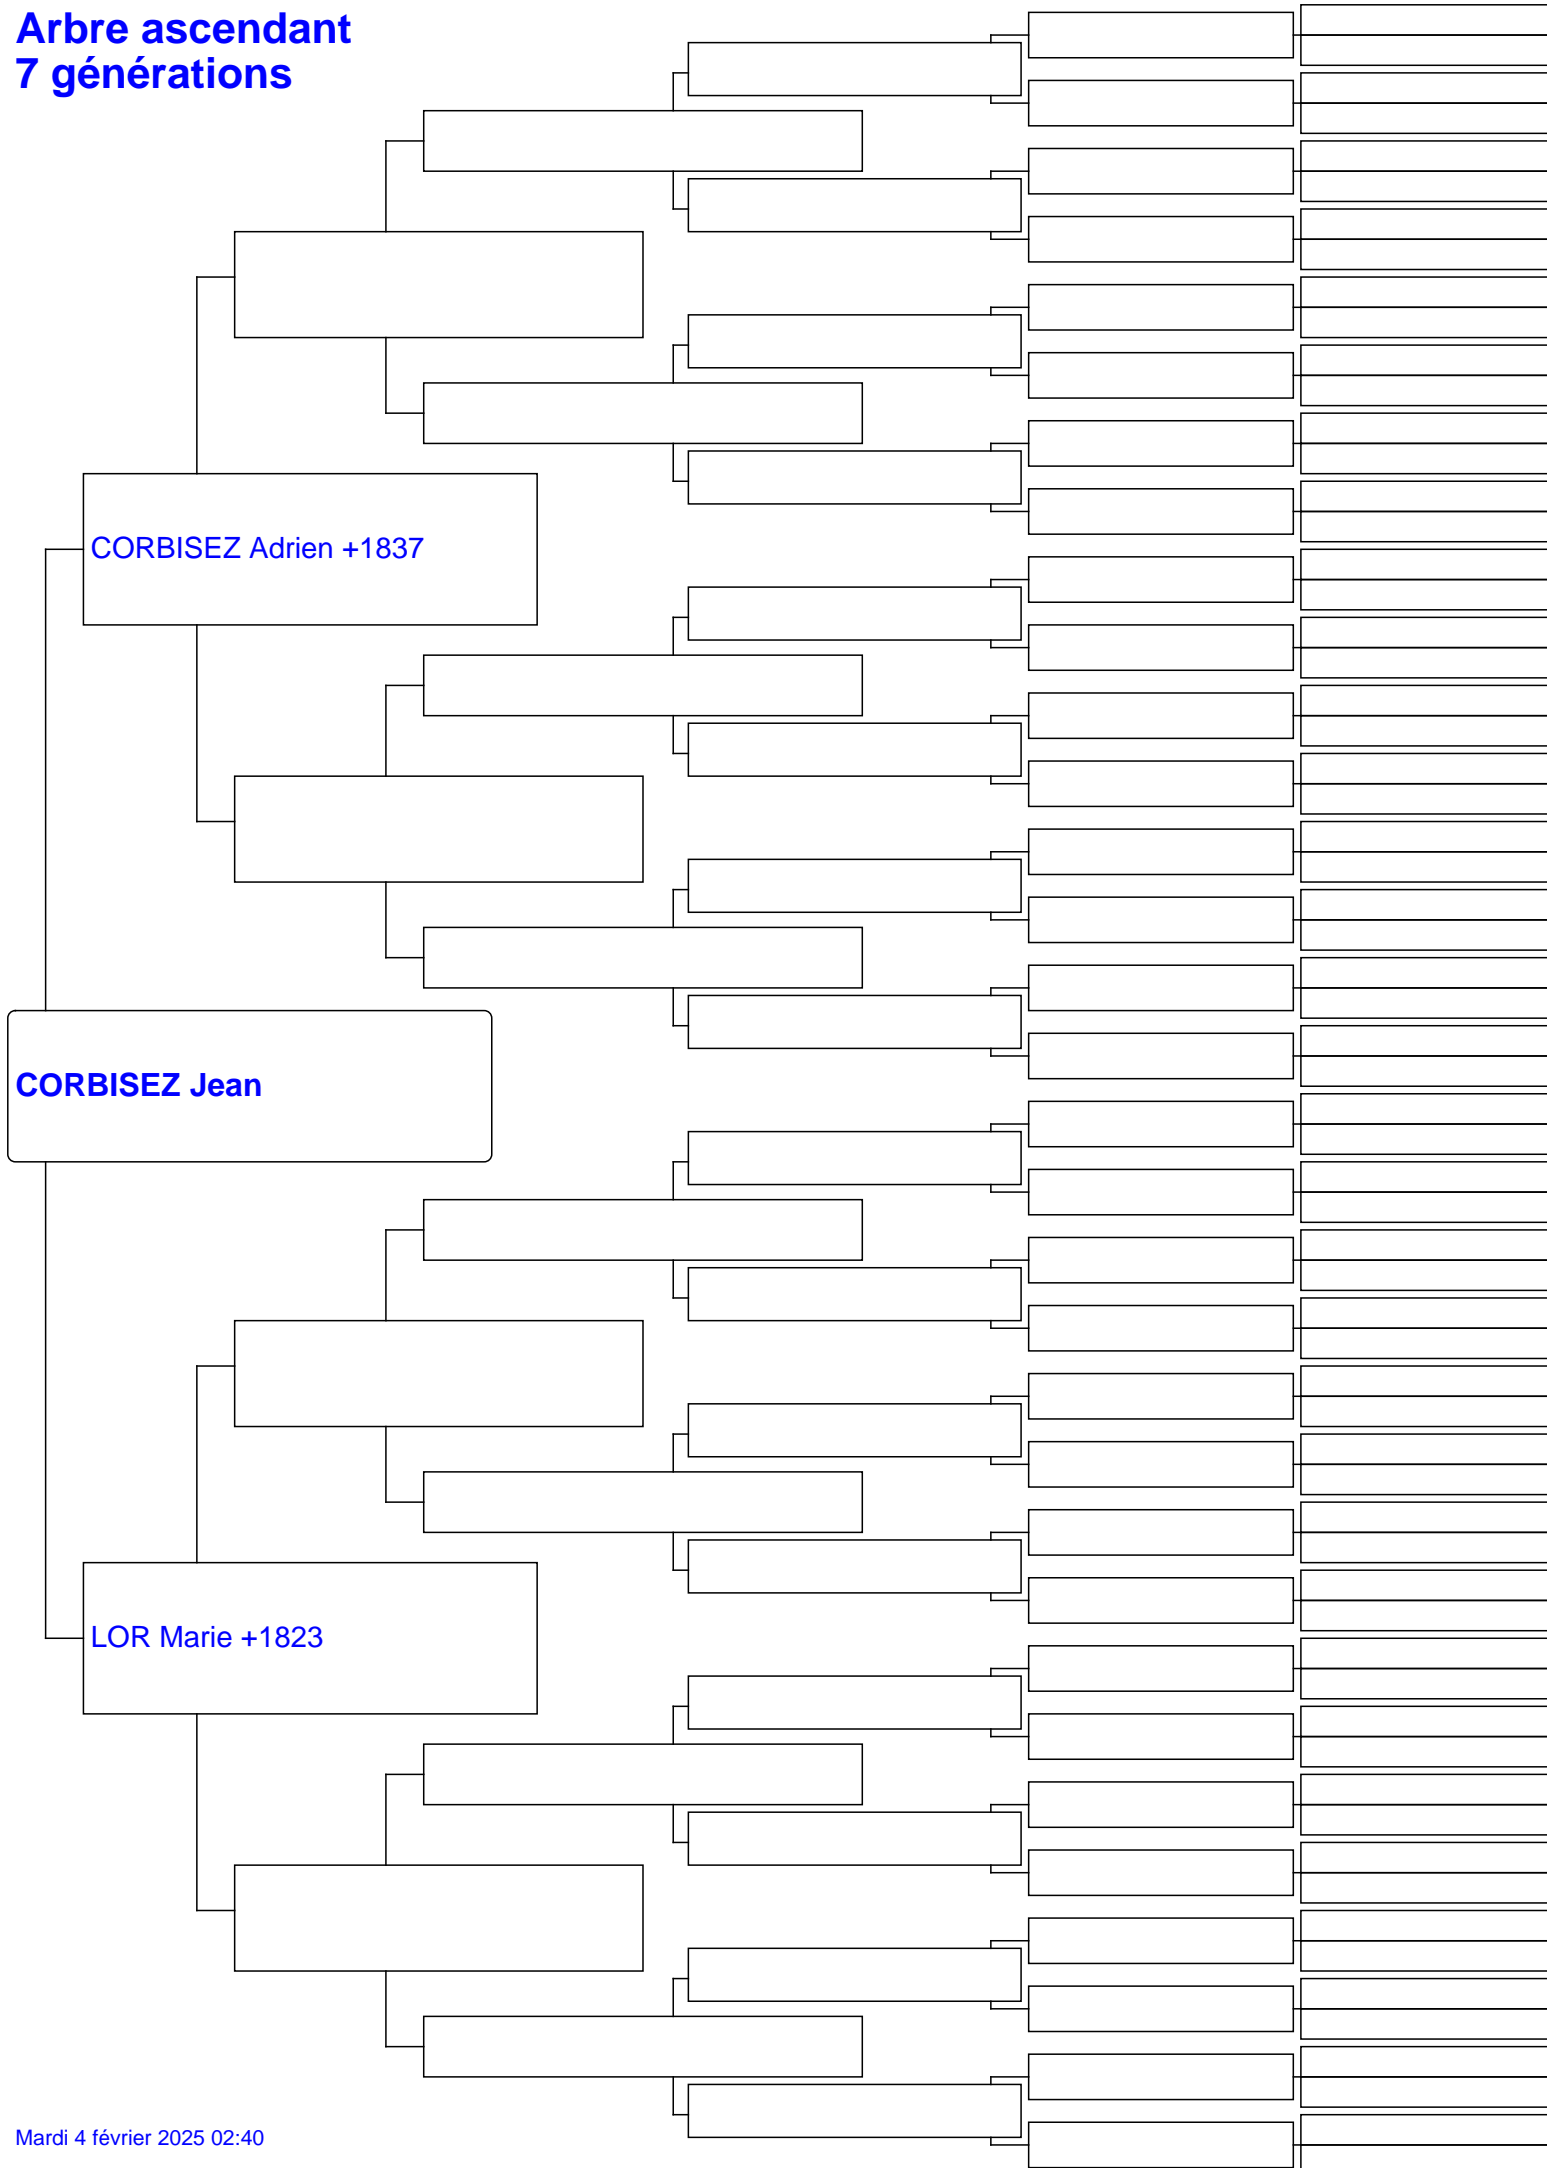 Arbre ascendant
7 générations
CORBISEZ Adrien +1837
CORBISEZ Jean
LOR Marie +1823
Mardi 4 février 2025 02:40